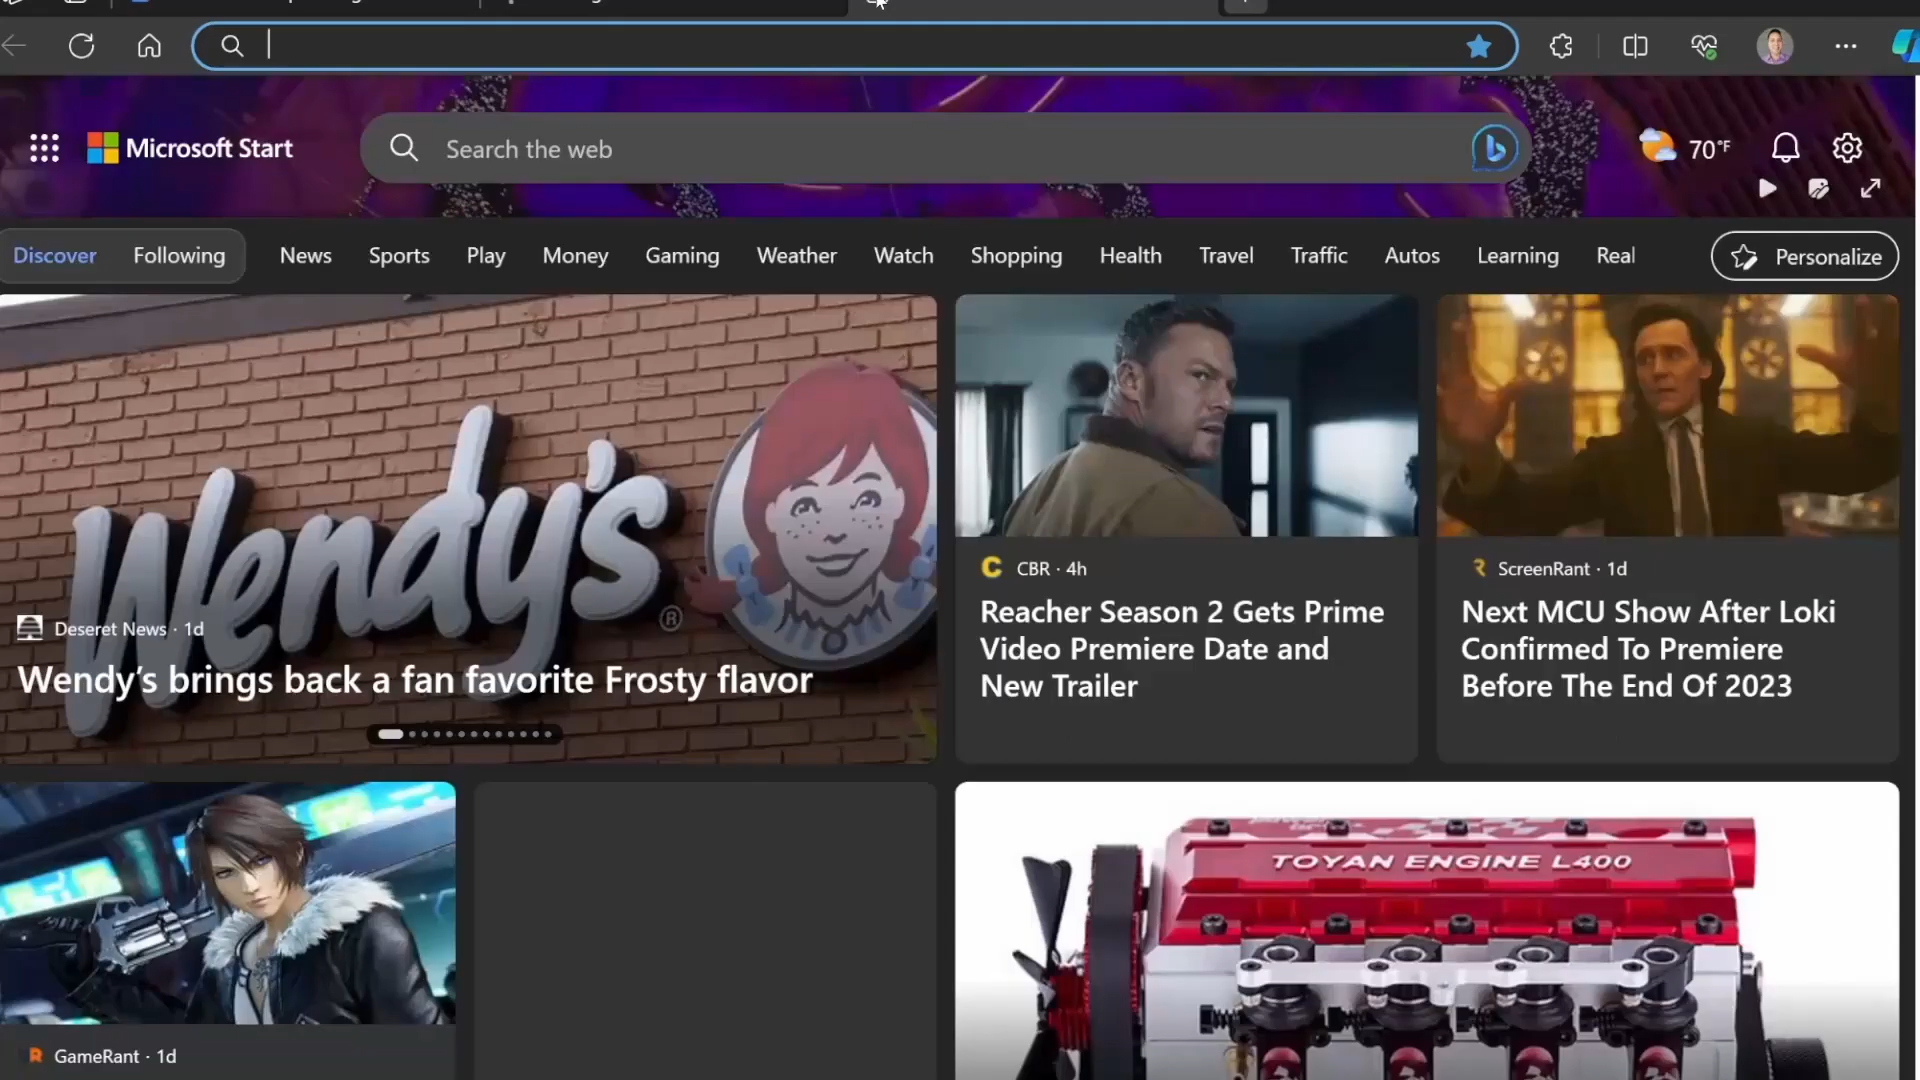 Microsoft Start
Search the web
70°F
Discover
Following
News
Sports
Play
Money
Gaming
Weather
Watch
Shopping
Health
Travel
Traffic
Autos
Learning
Real
Personalize
Wendy's
®
Deseret News · 1d
Wendy's brings back a fan favorite Frosty flavor
CBR · 4h
Reacher Season 2 Gets Prime
Video Premiere Date and
New Trailer
ScreenRant · 1d
Next MCU Show After Loki
Confirmed To Premiere
Before The End Of 2023
TOYAN ENGINE L400
GameRant · 1d